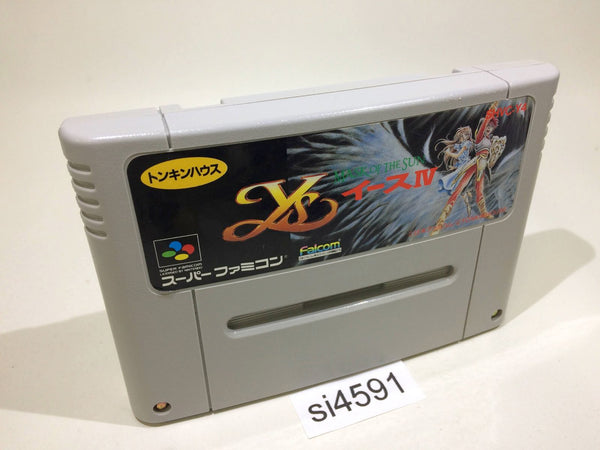 トンキンハウス
Ys
MASK OF THE SUN
イースIV
Falcom
SUPER FAMICOM
スーパーファミコン
si4591